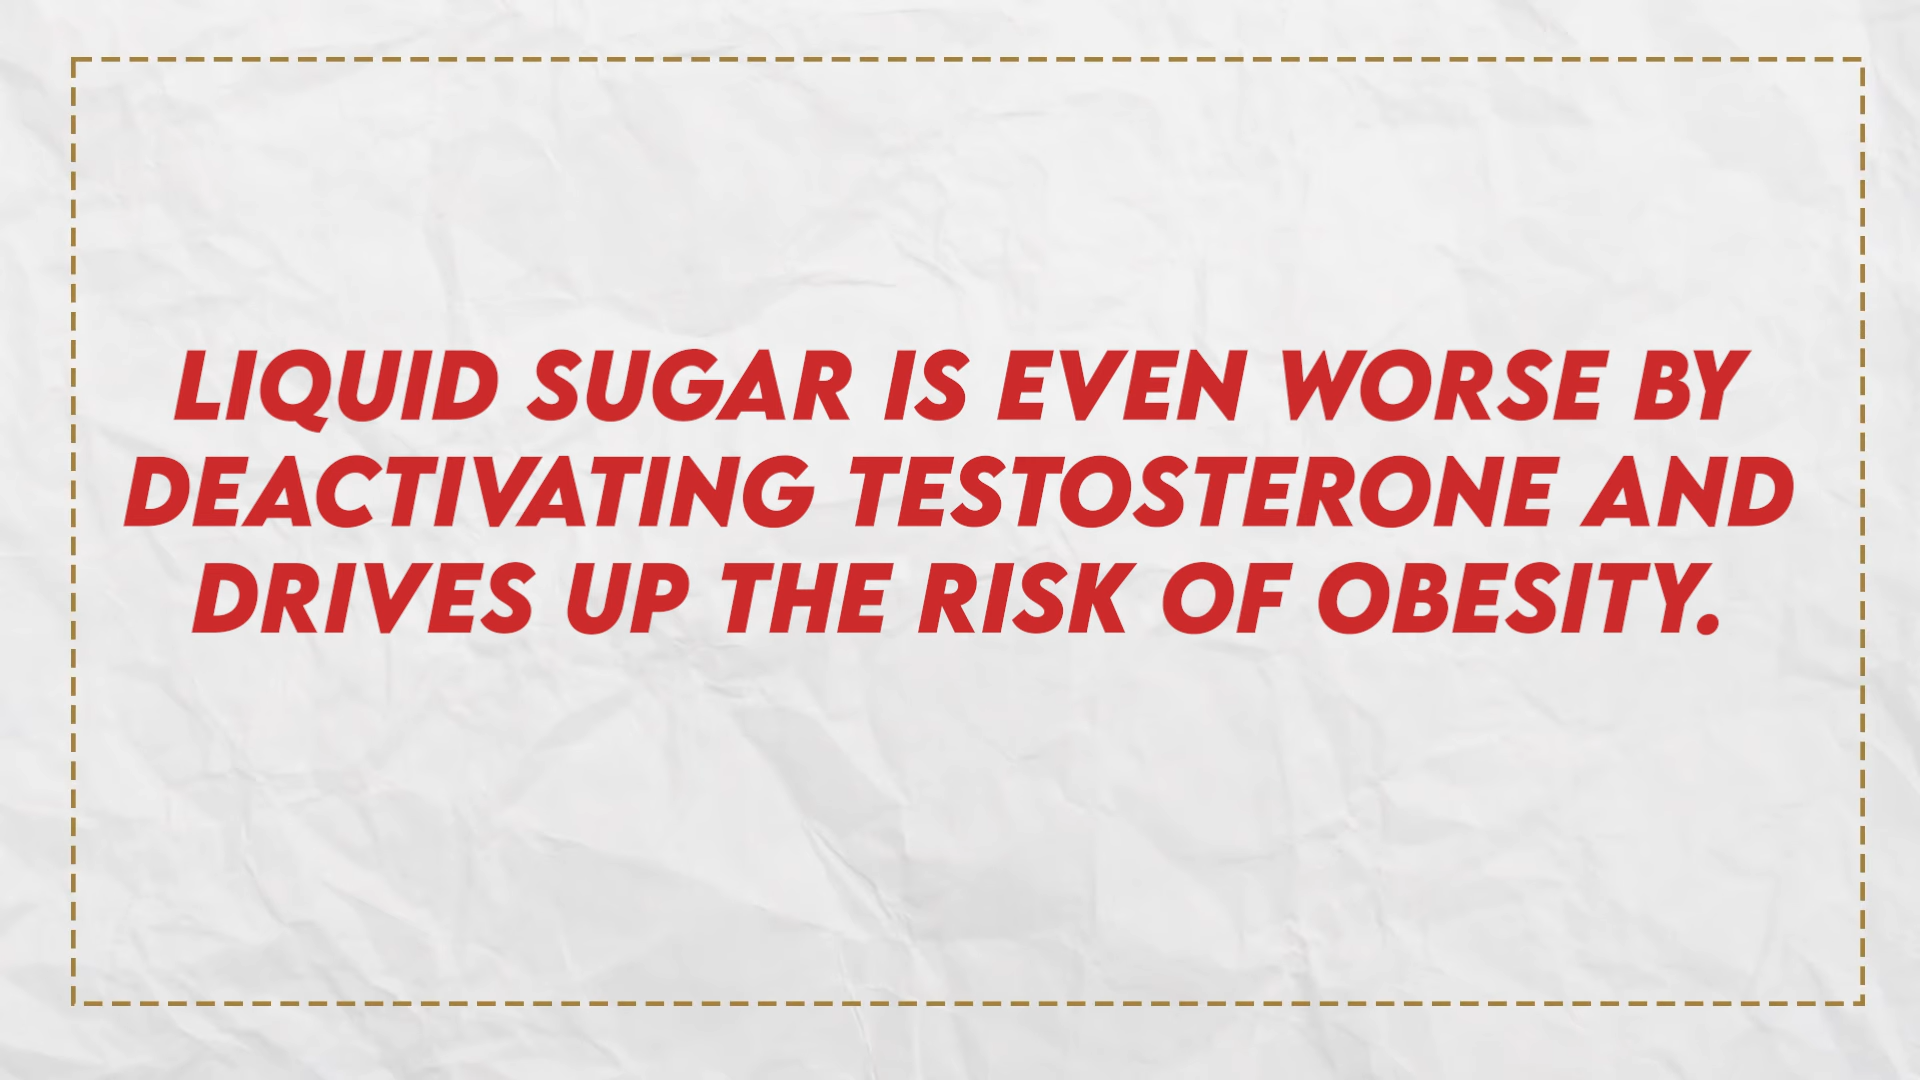 LIQUID SUGAR IS EVEN WORSE BY
DEACTIVATING TESTOSTERONE AND
DRIVES UP THE RISK OF OBESITY.